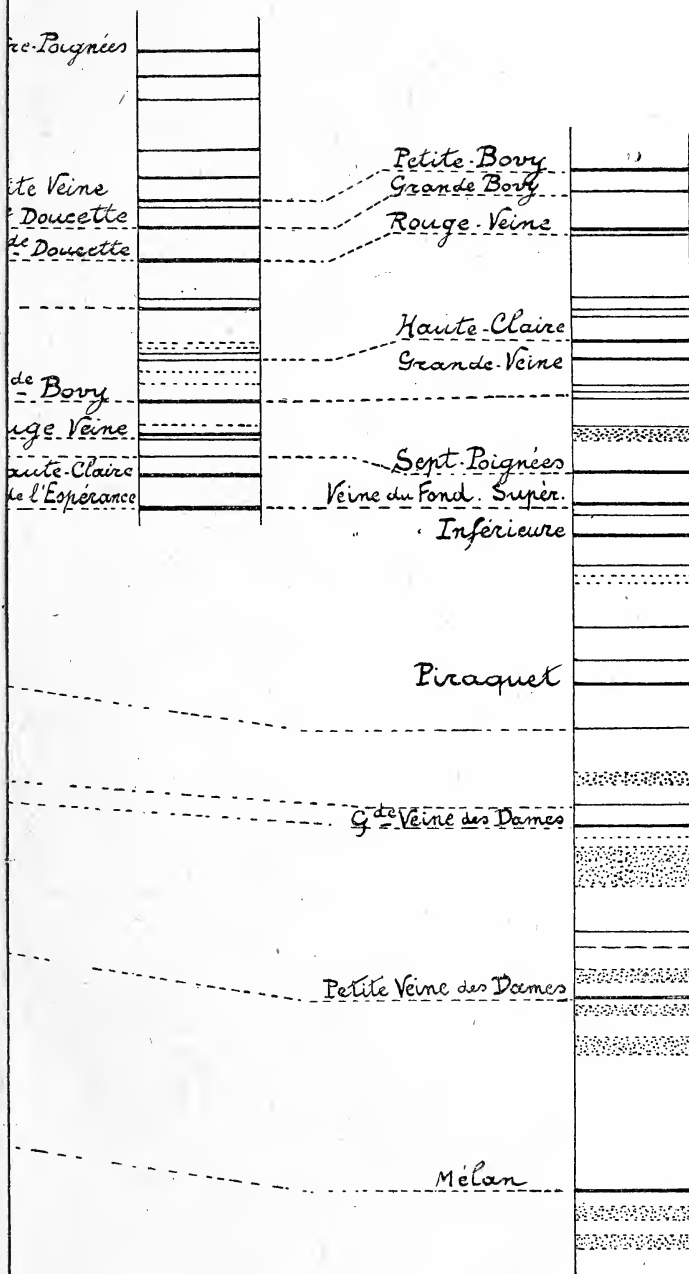 re-Poignées
ite Veine
Doucette
de Doucette
de Bovy
uge Veine
aute-Claire
de l'Espérance
Petite-Bovy
Grande Bovy
Rouge-Veine
Haute-Claire
Grande-Veine
Sept-Poignées
Veine du Fond. Supér.
" Inférieure
Piraquet
Gde Veine des Dames
Petite Veine des Dames
Mélan